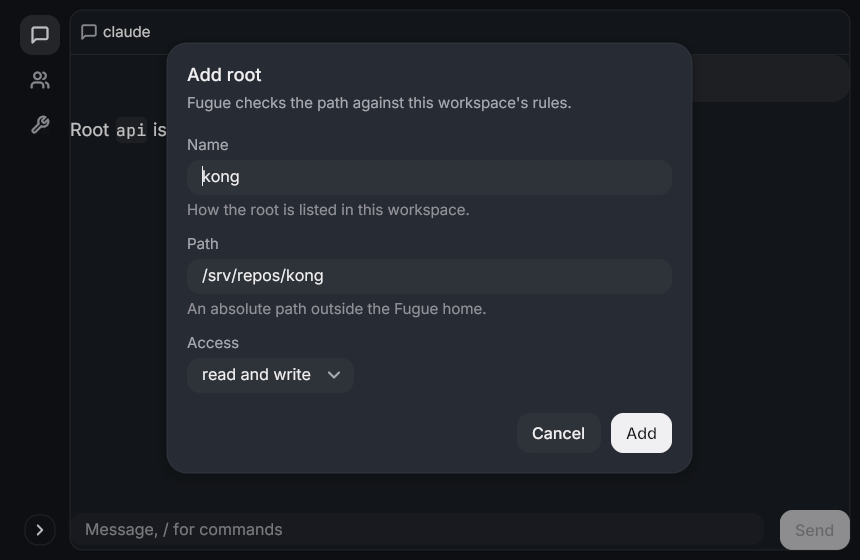 claude
Add root
Fugue checks the path against this workspace's rules.
Root api is
Name
kong
How the root is listed in this workspace.
Path
/srv/repos/kong
An absolute path outside the Fugue home.
Access
read and write
Cancel
Add
Message, / for commands
Send